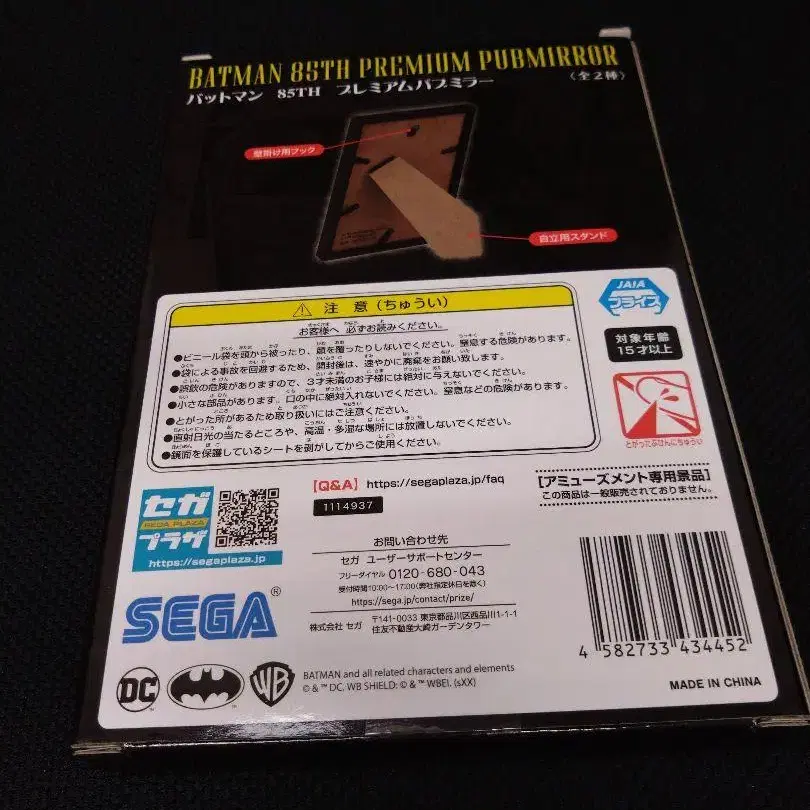 BATMAN 85TH PREMIUM PUBMIRROR
バットマン 85TH プレミアムパブミラー
〈全2種〉
壁掛け用フック
自立用スタンド
JAIA
プライズ
⚠ 注 意 (ちゅうい)
お客様へ 必ずお読みください。
●ビニール袋を頭から被ったり、顔を覆ったりしないでください。窒息する危険があります。
●袋による事故を回避するため、開封後は、速やかに廃棄をお願い致します。
●誤飲の危険がありますので、3才未満のお子様には絶対に与えないでください。
●小さな部品があります。口の中に絶対入れないでください。窒息などの危険があります。
●とがった所があるため取り扱いにはご注意ください。
●直射日光の当たるところや、高温・多湿な場所には放置しないでください。
●鏡面を保護しているシートを剥がしてからご使用ください。
対象年齢
15才以上
とがったぶひんにちゅうい
セガ
SEGA PLAZA
プラザ
https://segaplaza.jp
【Q&A】 https://segaplaza.jp/faq
1114937
[アミューズメント専用景品]
この商品は一般販売されておりません。
お問い合わせ先
セガ ユーザーサポートセンター
フリーダイヤル 0120-680-043
受付時間10:00〜17:00(弊社指定休日を除く)
https://sega.jp/contact/prize/
株式会社 セガ 〒141-0033 東京都品川区西品川1-1-1
住友不動産大崎ガーデンタワー
SEGA®
DC
WB
BATMAN and all related characters and elements
© & ™ DC. WB SHIELD: © & ™ WBEI. (sXX)
4 582733 434452
MADE IN CHINA